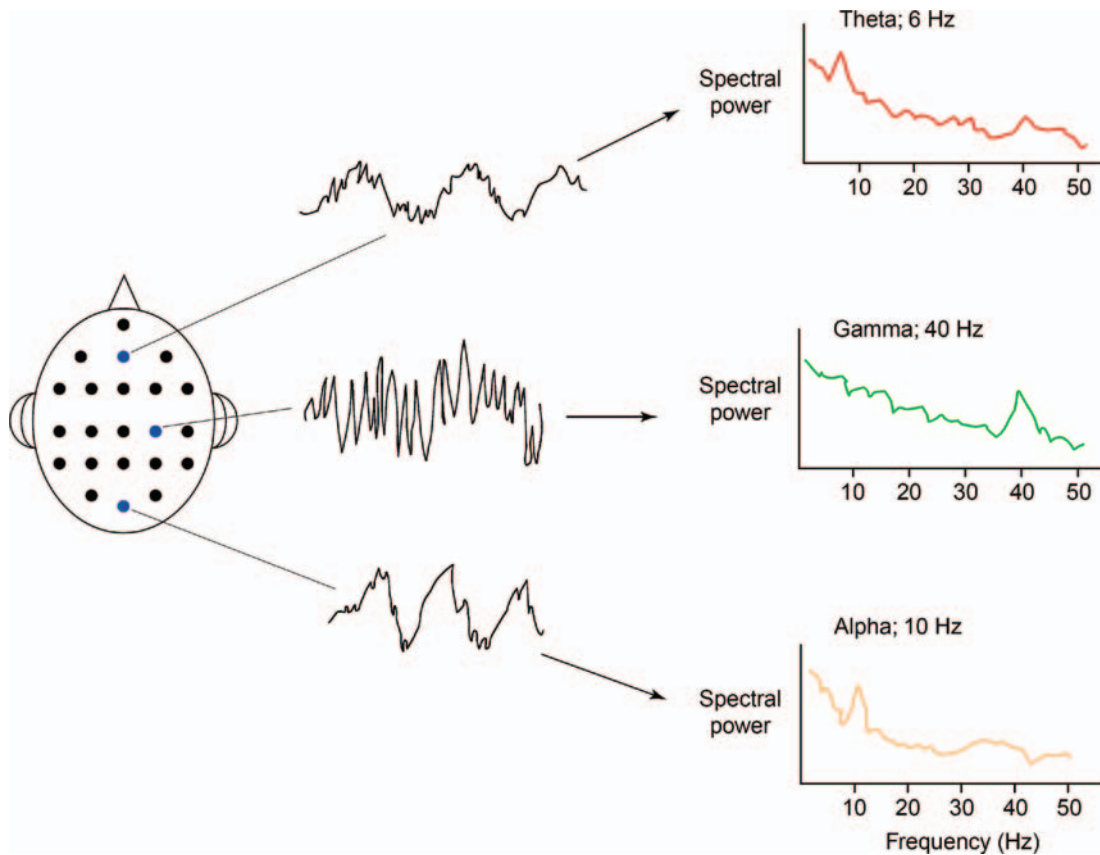 Theta; 6 Hz
Spectral
power
10 20 30 40 50
Gamma; 40 Hz
Spectral
power
10 20 30 40 50
Alpha; 10 Hz
Spectral
power
10 20 30 40 50
Frequency (Hz)